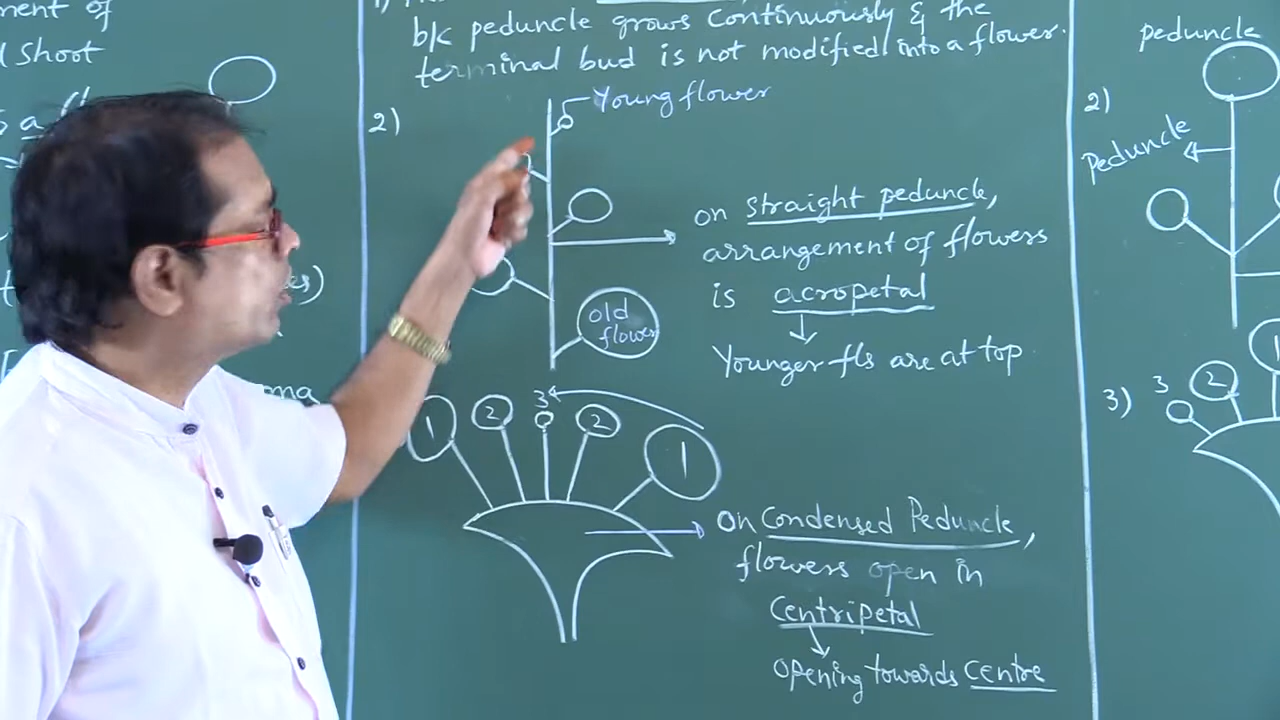 ment of
Shoot
b/c peduncle grows continuously & the
terminal bud is not modified into a flower.
2)
Young flower
old
flower
on straight peduncle,
arrangement of flowers
is acropetal
Younger fls are at top
1
2
3
2
1
on Condensed Peduncle,
flowers open in
Centripetal
opening towards centre
peduncle
2)
Peduncle
3)
3
2